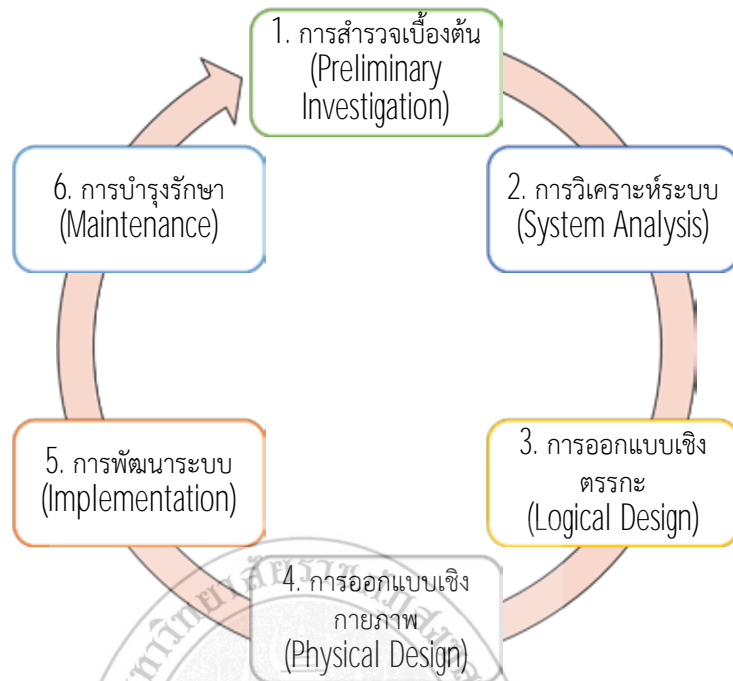 1. การสำรวจเบื้องต้น
(Preliminary
Investigation)
2. การวิเคราะห์ระบบ
(System Analysis)
3. การออกแบบเชิง
ตรรกะ
(Logical Design)
4. การออกแบบเชิง
กายภาพ
(Physical Design)
5. การพัฒนาระบบ
(Implementation)
6. การบำรุงรักษา
(Maintenance)